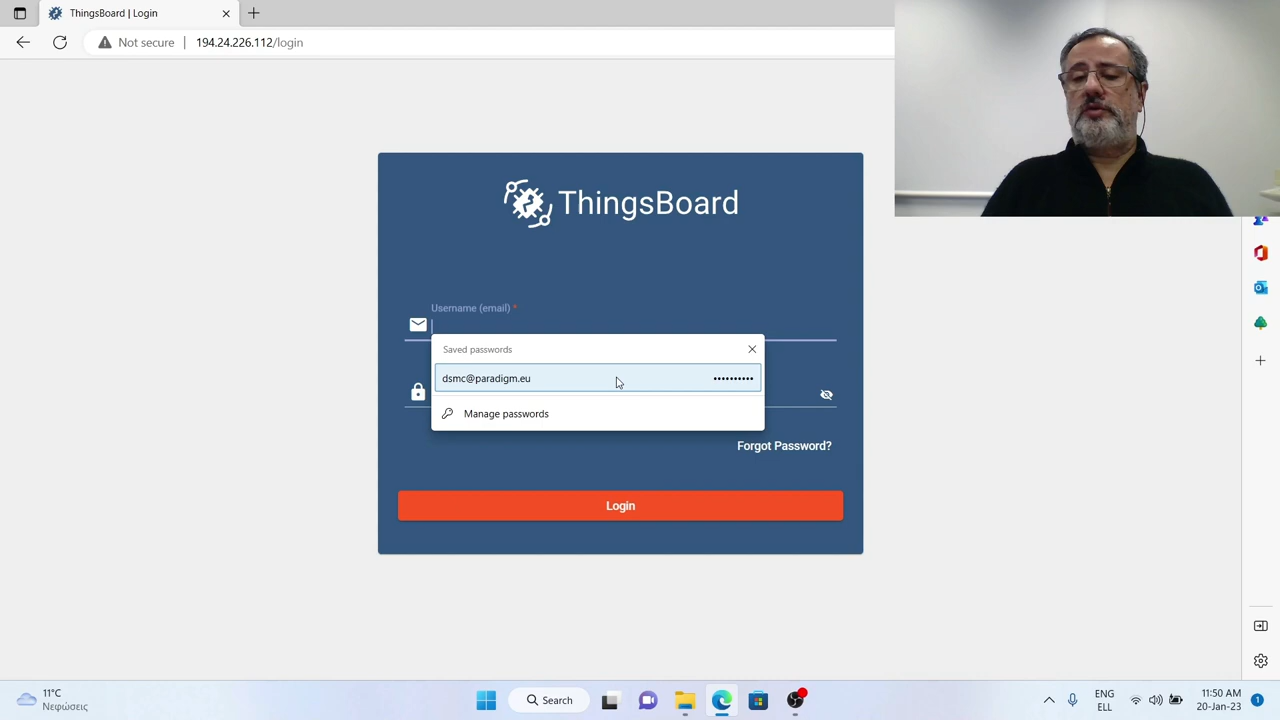 ThingsBoard | Login
Not secure
194.24.226.112/login
ThingsBoard
Username (email) *
Saved passwords
dsmc@paradigm.eu
••••••••••
Manage passwords
Forgot Password?
Login
11°C
Νεφώσεις
Search
ENG
ELL
11:50 AM
20-Jan-23
1